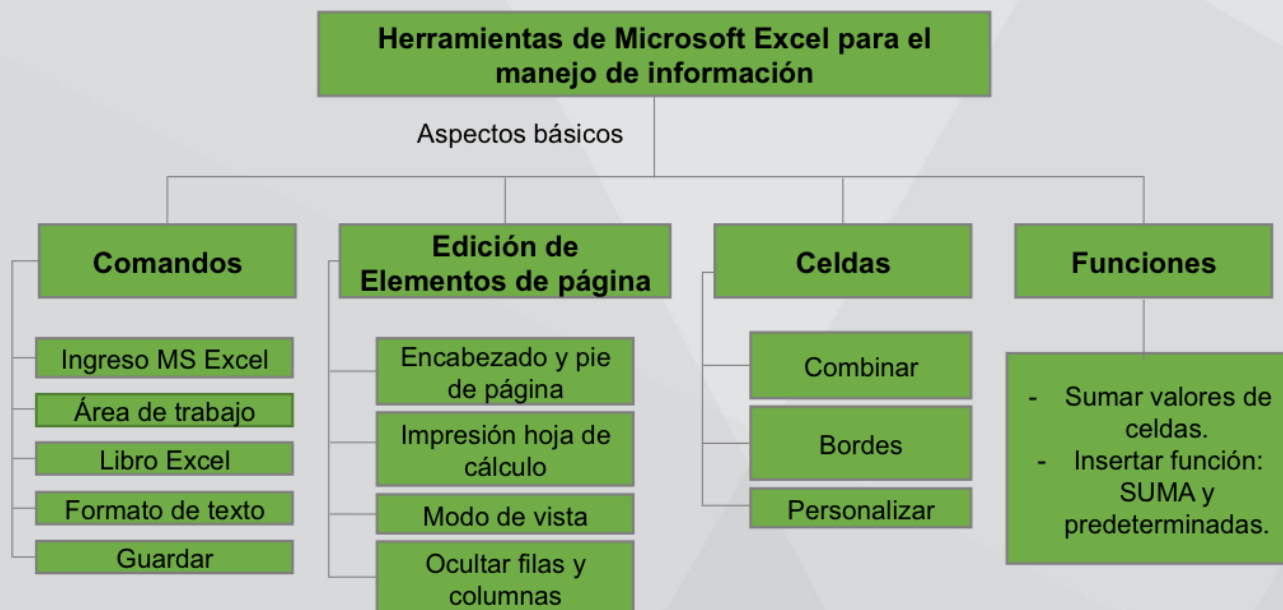 Herramientas de Microsoft Excel para el
manejo de información
Aspectos básicos
Comandos
Ingreso MS Excel
Área de trabajo
Libro Excel
Formato de texto
Guardar
Edición de
Elementos de página
Encabezado y pie
de página
Impresión hoja de
cálculo
Modo de vista
Ocultar filas y
columnas
Celdas
Combinar
Bordes
Personalizar
Funciones
- Sumar valores de
celdas.
- Insertar función:
SUMA y
predeterminadas.